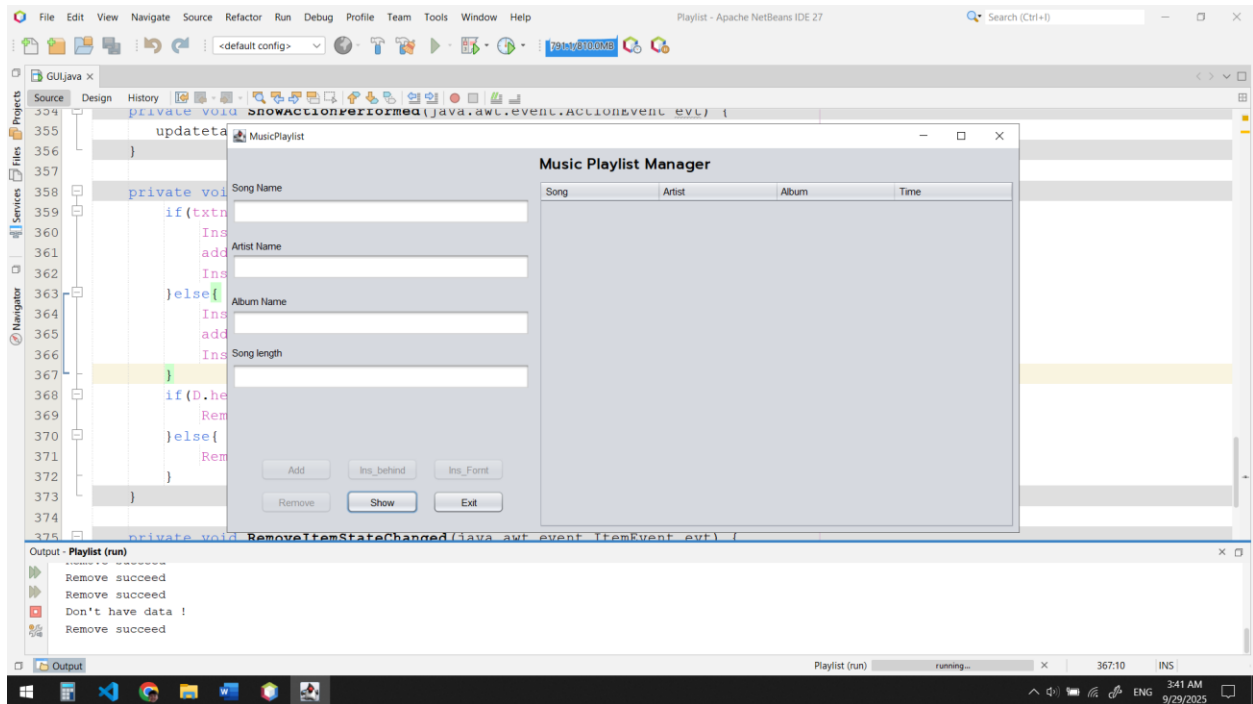 File Edit View Navigate Source Refactor Run Debug Profile Team Tools Window Help
Playlist - Apache NetBeans IDE 27
Search (Ctrl+I)
<default config>
GUI.java ×
Source Design History
Projects
Files
Services
Navigator
354 private void ShowActionPerformed(java.awt.event.ActionEvent evt) {
355 updateta
356 }
357
358 private voi
359 if(txtn
360 Ins
361 add
362 Ins
363 }else{
364 Ins
365 add
366 Ins
367 }
368 if(D.he
369 Rem
370 }else{
371 Rem
372 }
373 }
374
375 private void RemoveItemStateChanged(java.awt.event.ItemEvent evt) {
MusicPlaylist
Music Playlist Manager
Song Name
Artist Name
Album Name
Song length
Song Artist Album Time
Add Ins_behind Ins_Fornt
Remove Show Exit
Output - Playlist (run)
Remove succeed
Remove succeed
Remove succeed
Don't have data !
Remove succeed
Output
Playlist (run) running... 367:10 INS
ENG
3:41 AM
9/29/2025